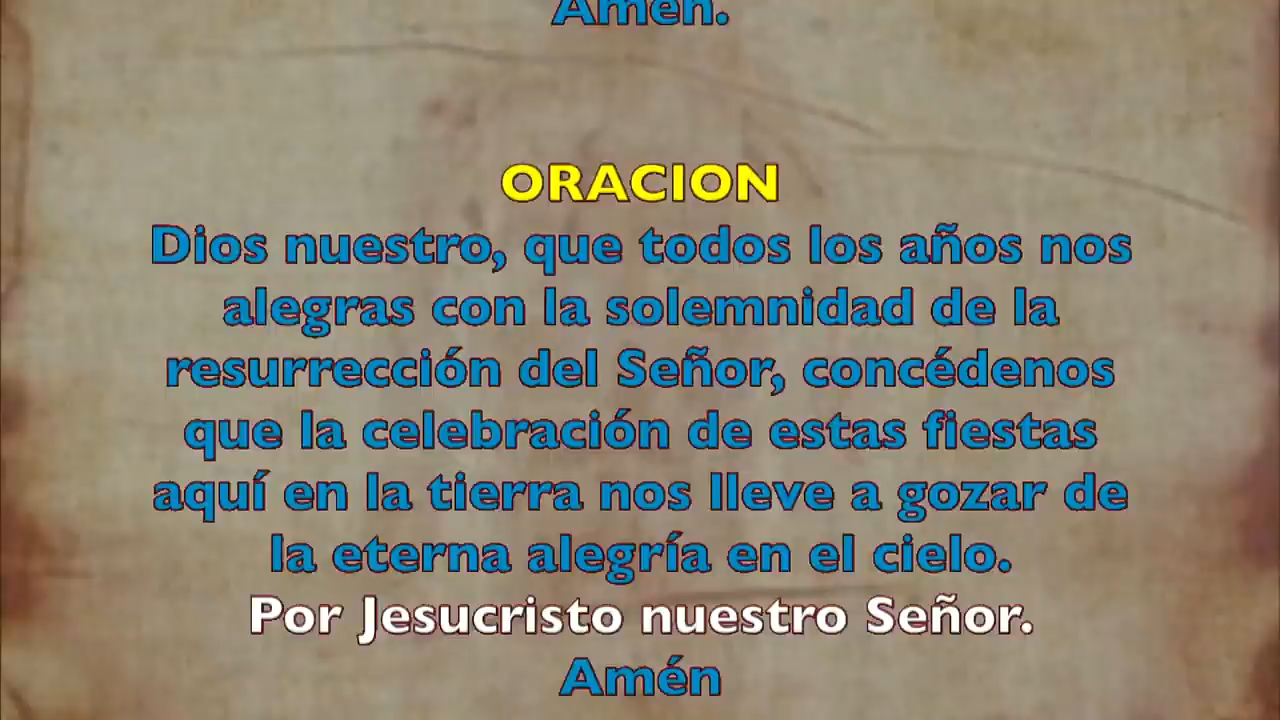 Amén.
ORACION
Dios nuestro, que todos los años nos
alegras con la solemnidad de la
resurrección del Señor, concédenos
que la celebración de estas fiestas
aquí en la tierra nos lleve a gozar de
la eterna alegría en el cielo.
Por Jesucristo nuestro Señor.
Amén